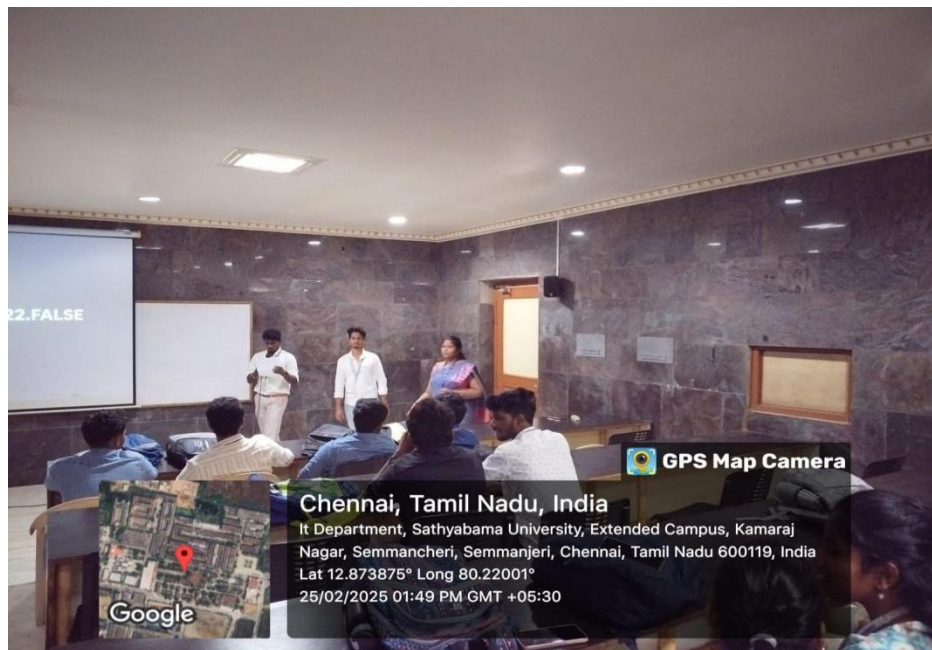 22.FALSE
GPS Map Camera
Chennai, Tamil Nadu, India
It Department, Sathyabama University, Extended Campus, Kamaraj
Nagar, Semmancheri, Semmanjeri, Chennai, Tamil Nadu 600119, India
Lat 12.873875° Long 80.22001°
25/02/2025 01:49 PM GMT +05:30
Google